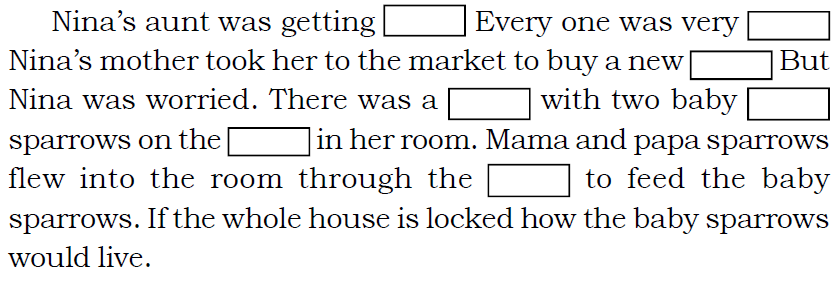 Nina's aunt was getting Every one was very
Nina's mother took her to the market to buy a new But
Nina was worried. There was a with two baby
sparrows on the in her room. Mama and papa sparrows
flew into the room through the to feed the baby
sparrows. If the whole house is locked how the baby sparrows
would live.